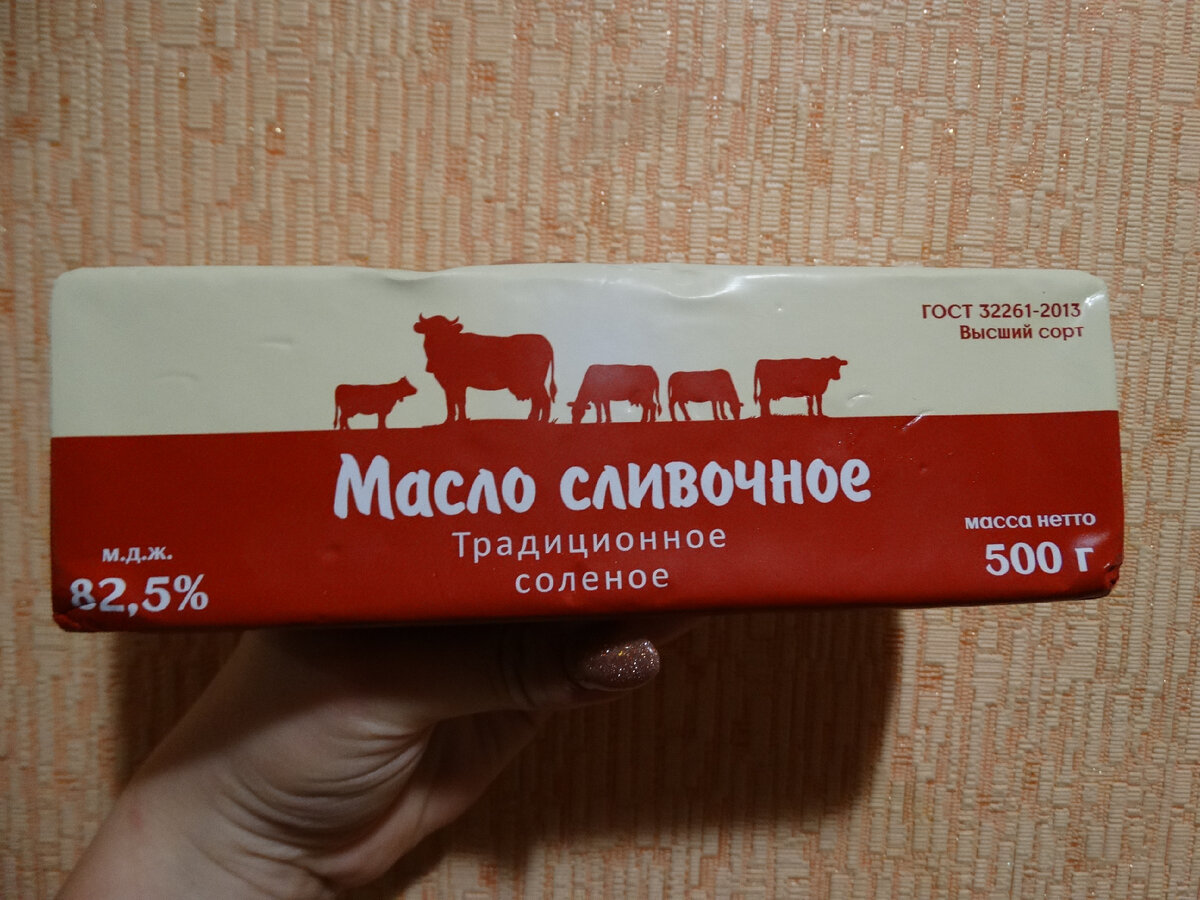 ГОСТ 32261-2013
Высший сорт
Масло сливочное
Традиционное
соленое
м.д.ж.
82,5%
масса нетто
500 г